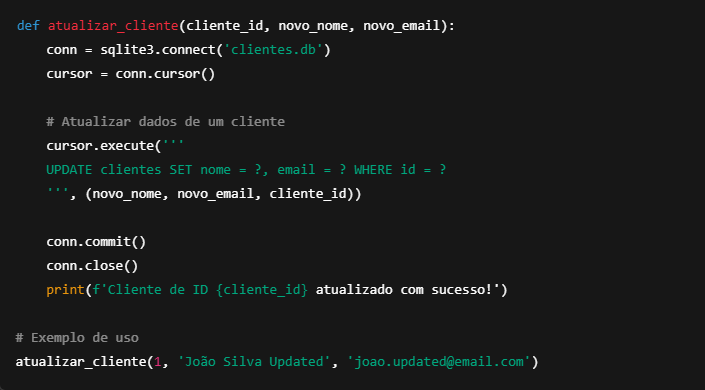 def atualizar_cliente(cliente_id, novo_nome, novo_email):
    conn = sqlite3.connect('clientes.db')
    cursor = conn.cursor()

    # Atualizar dados de um cliente
    cursor.execute('''
    UPDATE clientes SET nome = ?, email = ? WHERE id = ?
    ''', (novo_nome, novo_email, cliente_id))

    conn.commit()
    conn.close()
    print(f'Cliente de ID {cliente_id} atualizado com sucesso!')

# Exemplo de uso
atualizar_cliente(1, 'João Silva Updated', 'joao.updated@email.com')